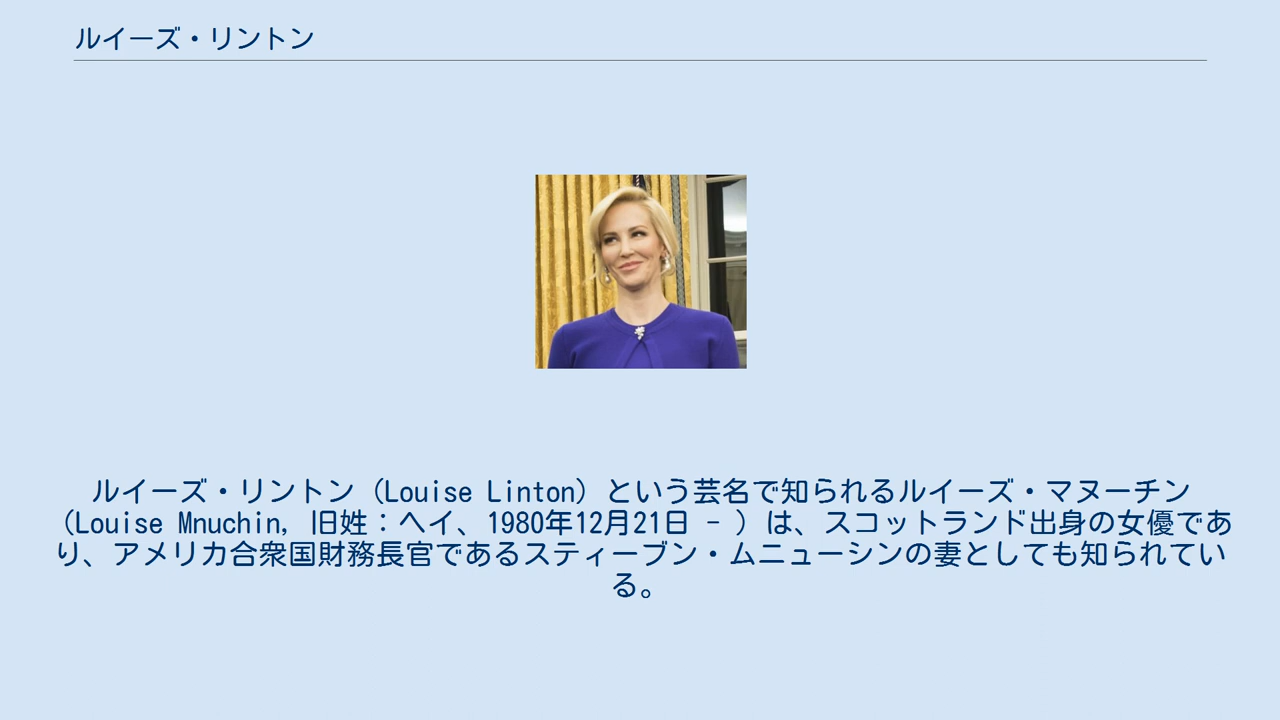 ルイーズ・リントン
ルイーズ・リントン（Louise Linton）という芸名で知られるルイーズ・マヌーチン
（Louise Mnuchin, 旧姓：ヘイ、1980年12月21日 - ）は、スコットランド出身の女優であ
り、アメリカ合衆国財務長官であるスティーブン・ムニューシンの妻としても知られてい
る。